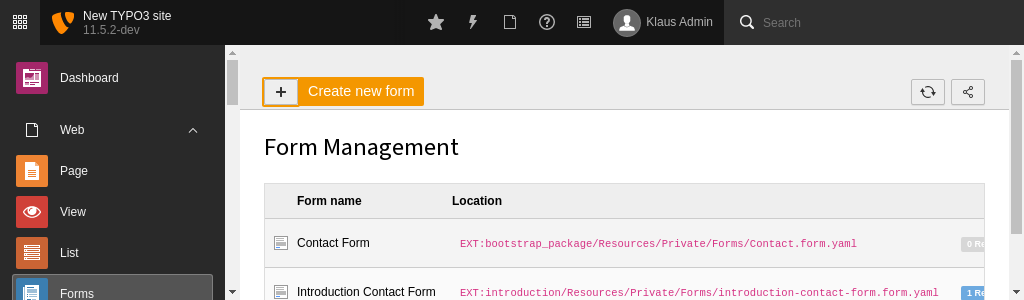 New TYPO3 site
11.5.2-dev
Klaus Admin
Search
Dashboard
Web
Page
View
List
Forms
Create new form
Form Management
Form name Location
Contact Form EXT:bootstrap_package/Resources/Private/Forms/Contact.form.yaml 0
Introduction Contact Form EXT:introduction/Resources/Private/Forms/introduction-contact-form.form.yaml 1